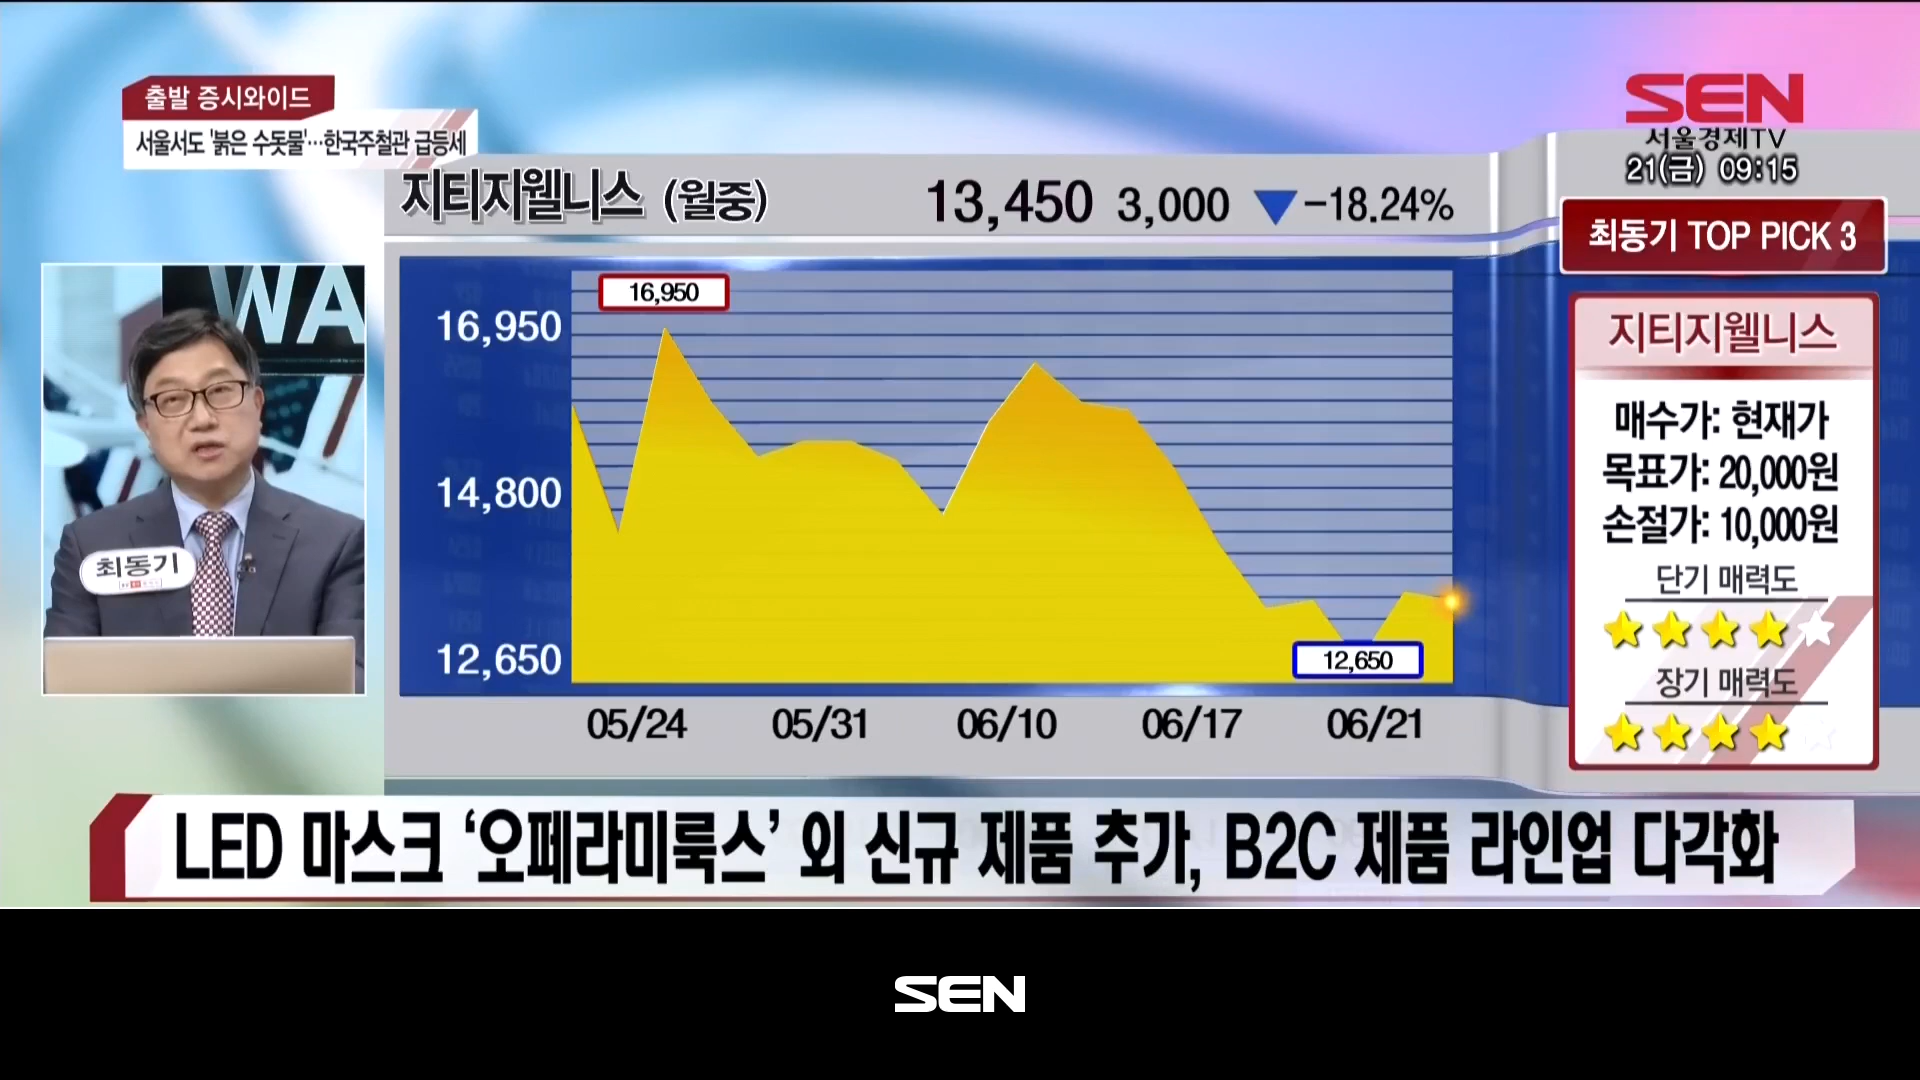 출발 증시와이드
서울서도 '붉은 수돗물'…한국주철관 급등세
SEN
서울경제TV
21(금) 09:15
지티지웰니스 (월중) 13,450 3,000 ▼-18.24%
최동기 TOP PICK 3
WA
16,950
16,950
14,800
12,650
12,650
05/24 05/31 06/10 06/17 06/21
지티지웰니스
매수가: 현재가
목표가: 20,000원
손절가: 10,000원
단기 매력도
장기 매력도
최동기
LED 마스크 ‘오페라미룩스’ 외 신규 제품 추가, B2C 제품 라인업 다각화
SEN